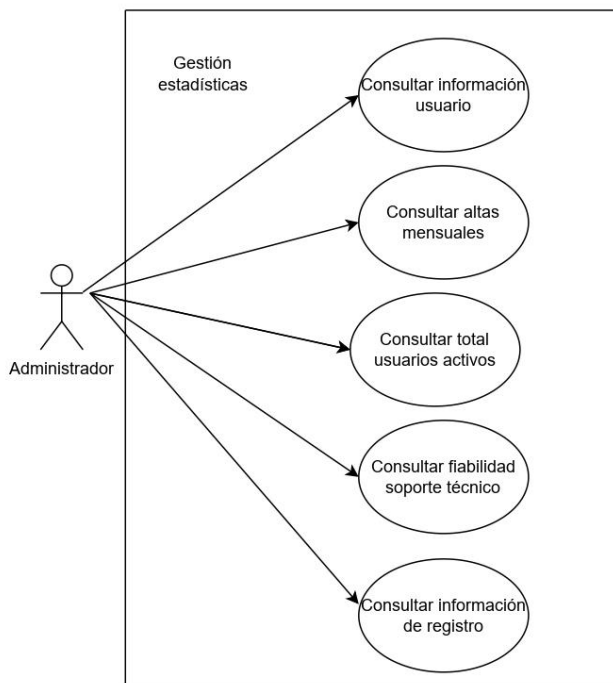 Gestión
estadísticas
Consultar información
usuario
Consultar altas
mensuales
Consultar total
usuarios activos
Administrador
Consultar fiabilidad
soporte técnico
Consultar información
de registro